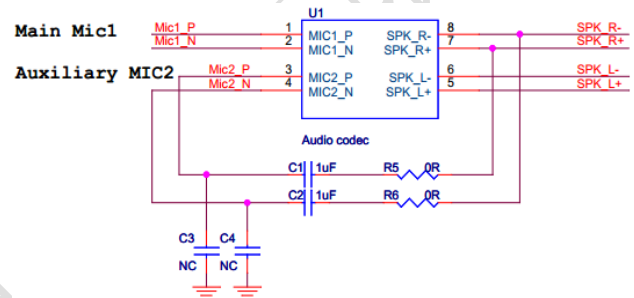 U1
Main Mic1 Mic1_P 1 MIC1_P SPK_R- 8 SPK_R-
Mic1_N 2 MIC1_N SPK_R+ 7 SPK_R+
Auxiliary MIC2 Mic2_P 3 MIC2_P SPK_L- 6 SPK_L-
Mic2_N 4 MIC2_N SPK_L+ 5 SPK_L+
Audio codec
C1 1uF R5 0R
C2 1uF R6 0R
C3 C4
NC NC